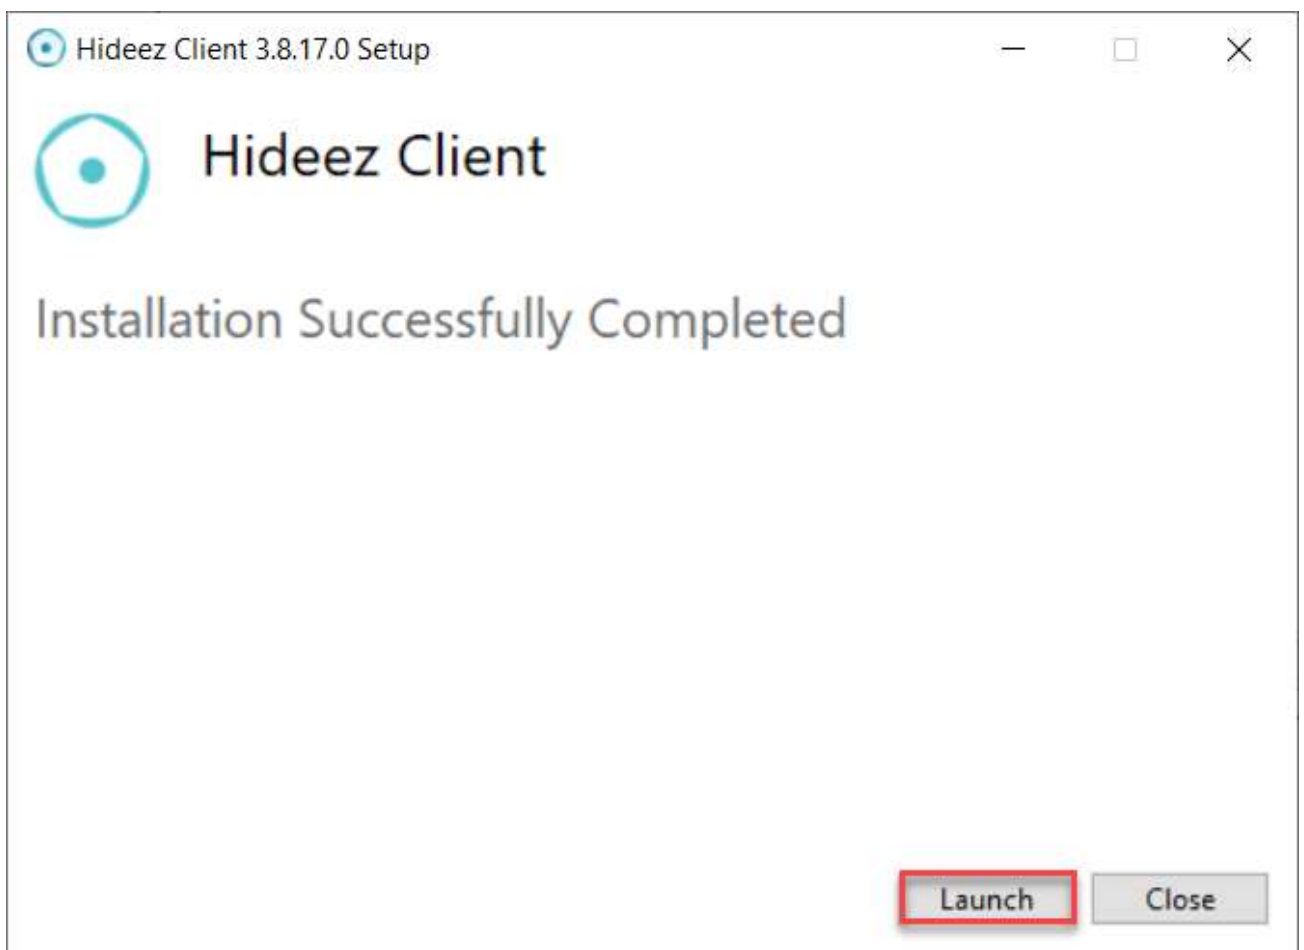 Hideez Client 3.8.17.0 Setup
Hideez Client
Installation Successfully Completed
Launch
Close